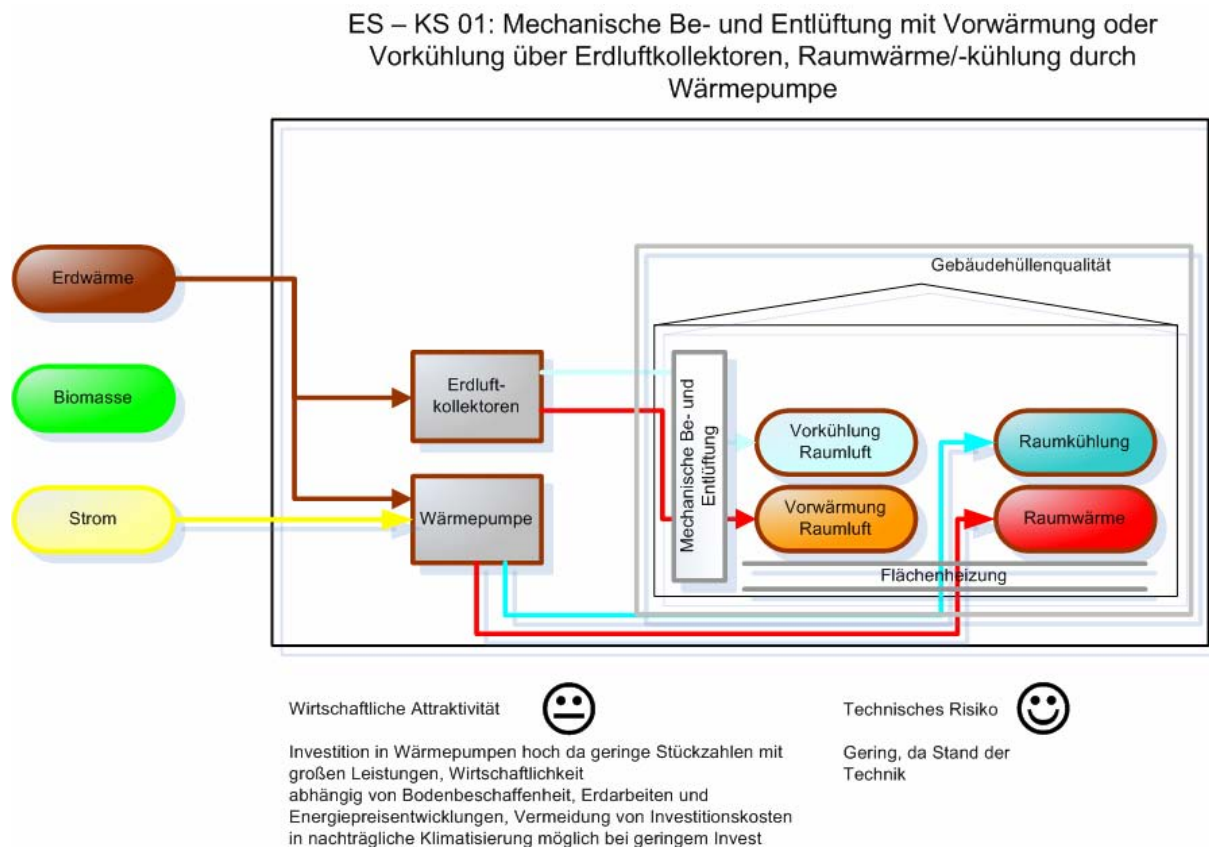 ES – KS 01: Mechanische Be- und Entlüftung mit Vorwärmung oder
Vorkühlung über Erdluftkollektoren, Raumwärme/-kühlung durch
Wärmepumpe
Erdwärme
Biomasse
Strom
Erdluft-
kollektoren
Wärmepumpe
Gebäudehüllenqualität
Mechanische Be- und
Entlüftung
Vorkühlung
Raumluft
Vorwärmung
Raumluft
Raumkühlung
Raumwärme
Flächenheizung
Wirtschaftliche Attraktivität
Investition in Wärmepumpen hoch da geringe Stückzahlen mit
großen Leistungen, Wirtschaftlichkeit
abhängig von Bodenbeschaffenheit, Erdarbeiten und
Energiepreisentwicklungen, Vermeidung von Investitionskosten
in nachträgliche Klimatisierung möglich bei geringem Invest
Technisches Risiko
Gering, da Stand der
Technik